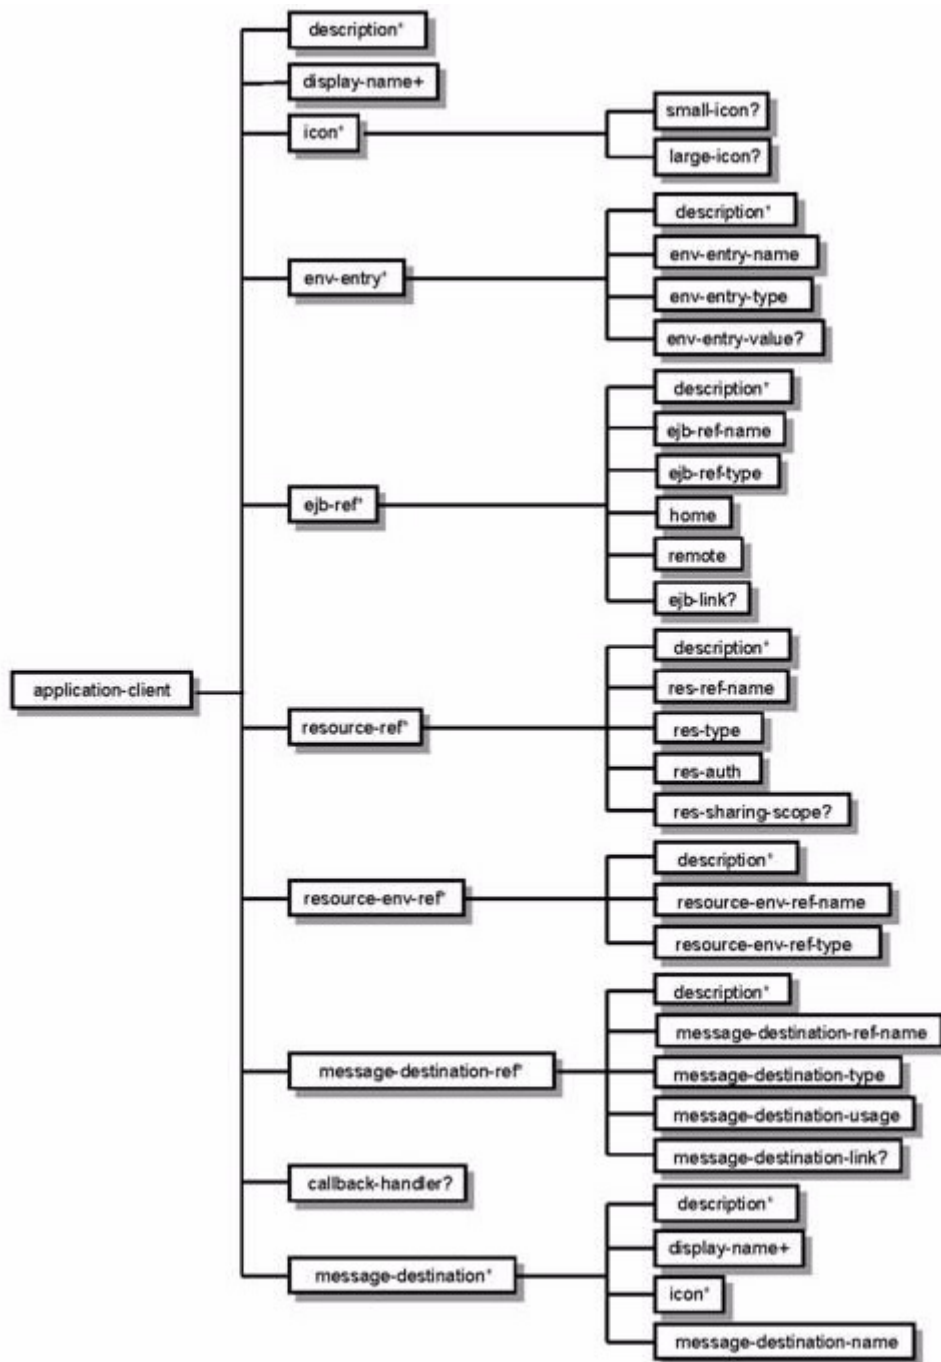 description*
display-name+
icon*
small-icon?
large-icon?
env-entry*
description*
env-entry-name
env-entry-type
env-entry-value?
ejb-ref*
description*
ejb-ref-name
ejb-ref-type
home
remote
ejb-link?
application-client
resource-ref*
description*
res-ref-name
res-type
res-auth
res-sharing-scope?
resource-env-ref*
description*
resource-env-ref-name
resource-env-ref-type
message-destination-ref*
description*
message-destination-ref-name
message-destination-type
message-destination-usage
message-destination-link?
callback-handler?
message-destination*
description*
display-name+
icon*
message-destination-name